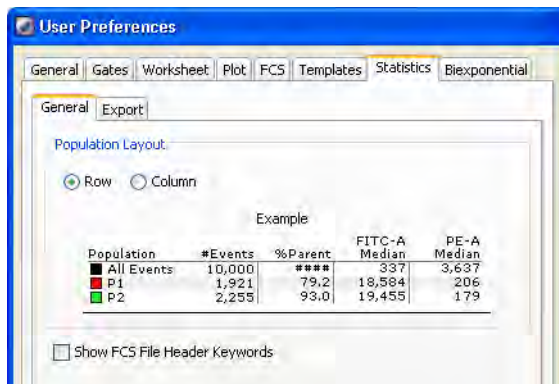 User Preferences
General Gates Worksheet Plot FCS Templates Statistics Biexponential
General Export
Population Layout
Row Column
Example
FITC-A PE-A
Population #Events %Parent Median Median
All Events 10,000 #### 337 3,637
P1 1,921 79.2 18,584 206
P2 2,255 93.0 19,455 179
Show FCS File Header Keywords